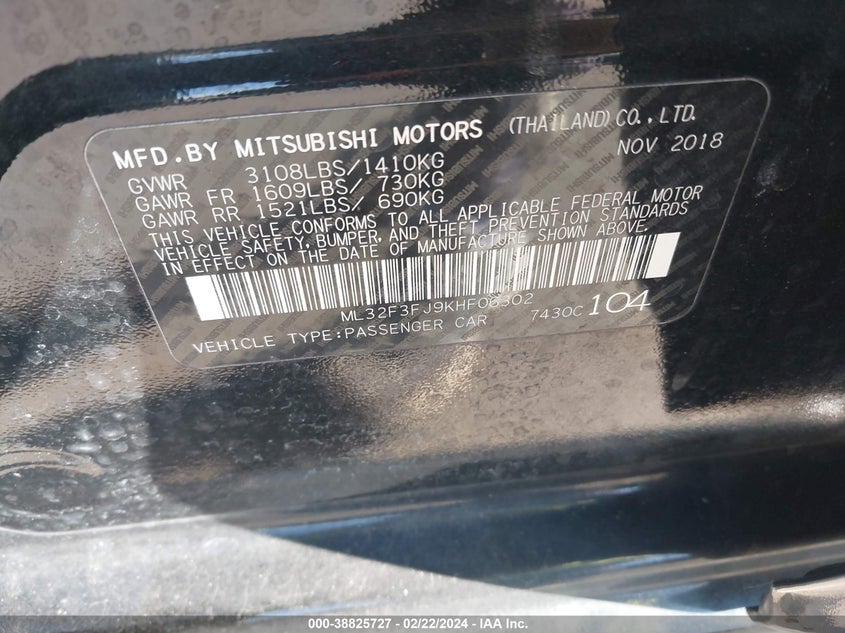 MFD.BY MITSUBISHI MOTORS (THAILAND)CO.,LTD.
NOV 2018
GVWR 3108LBS/1410KG
GAWR FR 1609LBS/ 730KG
GAWR RR 1521LBS/ 690KG
THIS VEHICLE CONFORMS TO ALL APPLICABLE FEDERAL MOTOR
VEHICLE SAFETY, BUMPER, AND THEFT PREVENTION STANDARDS
IN EFFECT ON THE DATE OF MANUFACTURE SHOWN ABOVE.
ML32F3FJ9KHF06302
7430C 104
VEHICLE TYPE:PASSENGER CAR
000-38825727 - 02/22/2024 - IAA Inc.